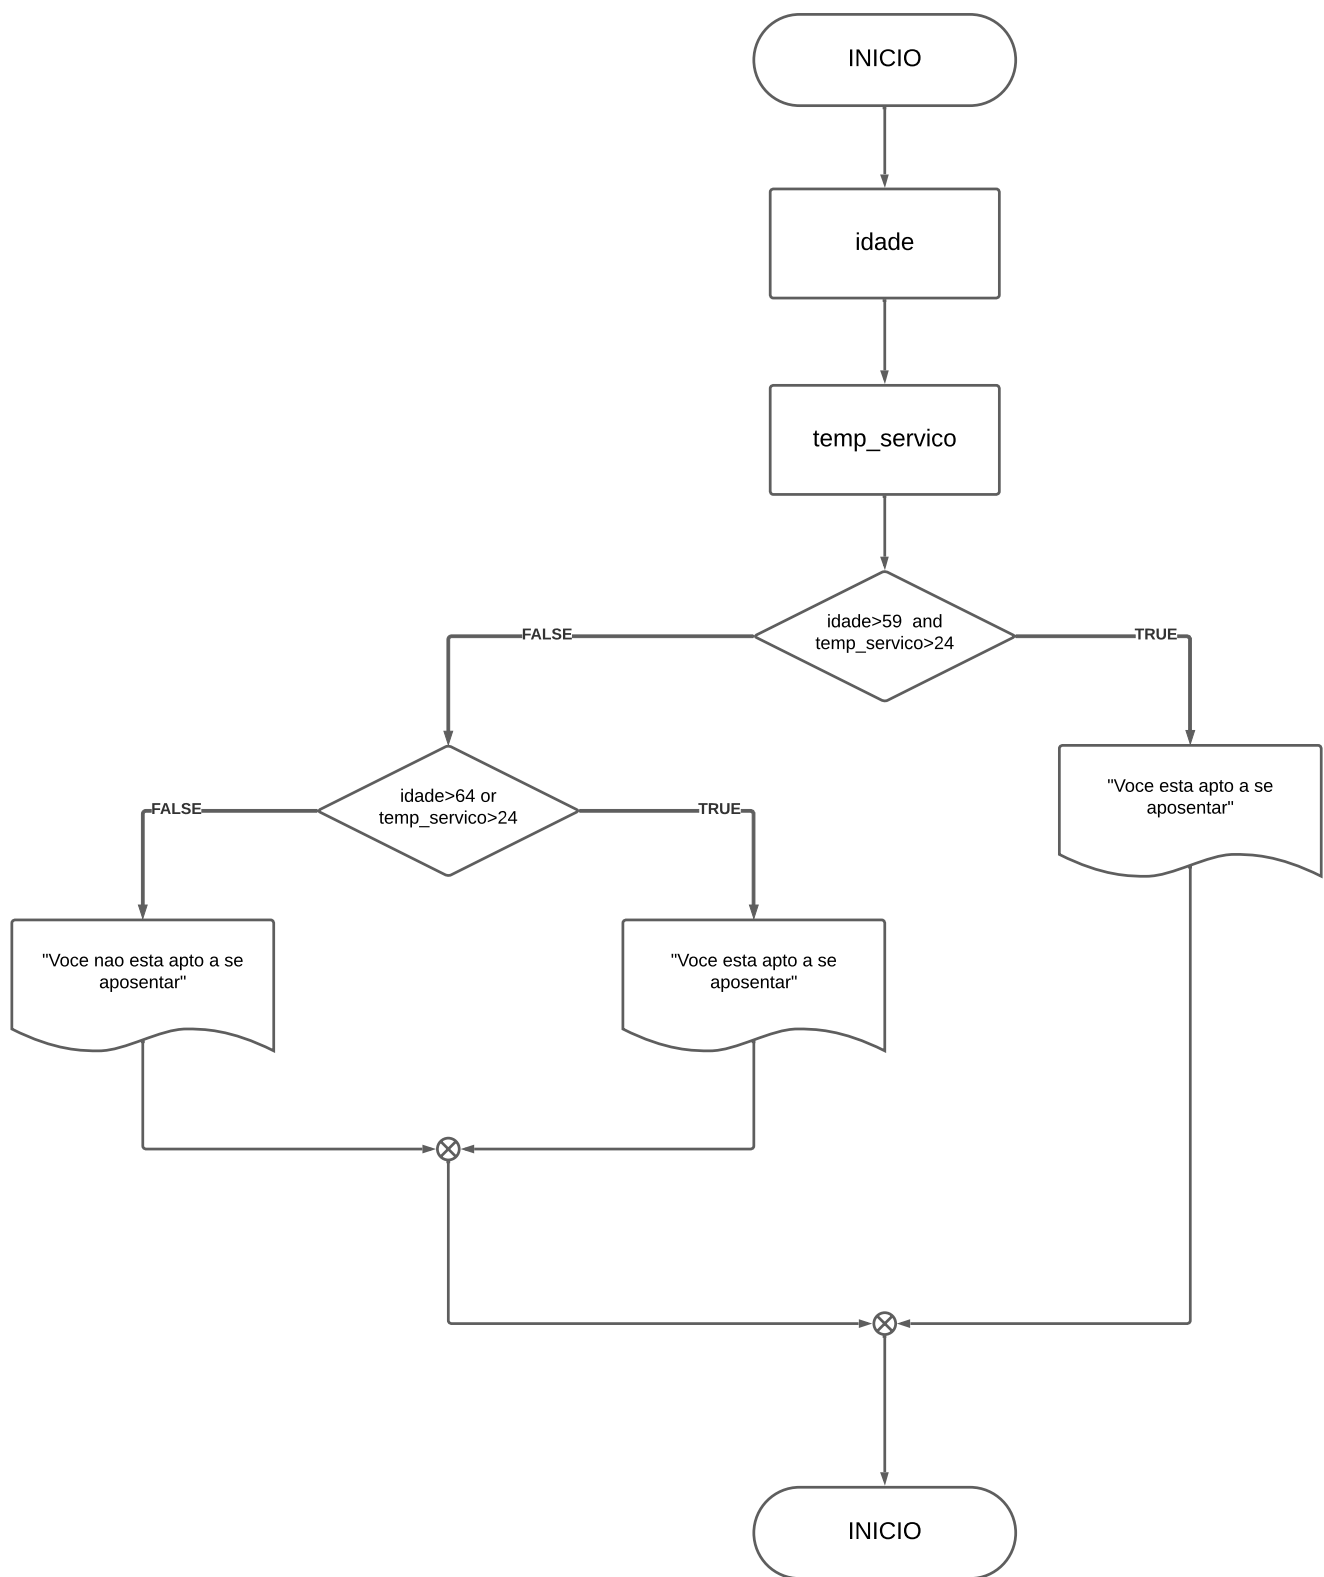 INICIO
idade
temp_servico
idade>59  and
temp_servico>24
FALSE
TRUE
idade>64 or
temp_servico>24
FALSE
TRUE
"Voce esta apto a se
aposentar"
"Voce nao esta apto a se
aposentar"
"Voce esta apto a se
aposentar"
INICIO